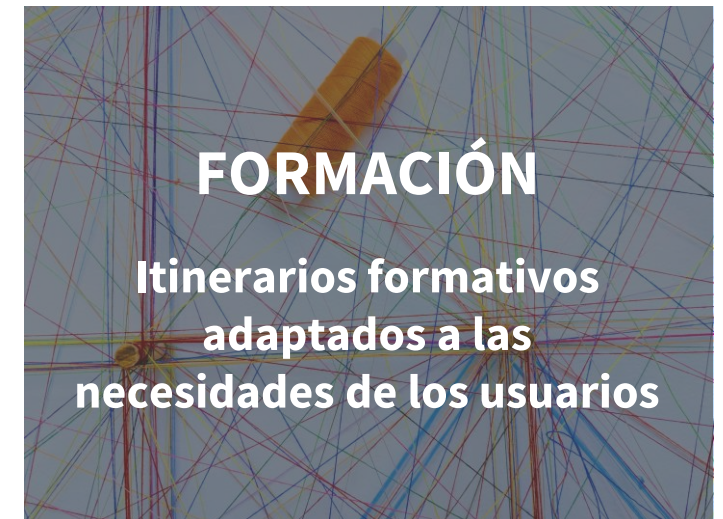 FORMACIÓN
Itinerarios formativos
adaptados a las
necesidades de los usuarios